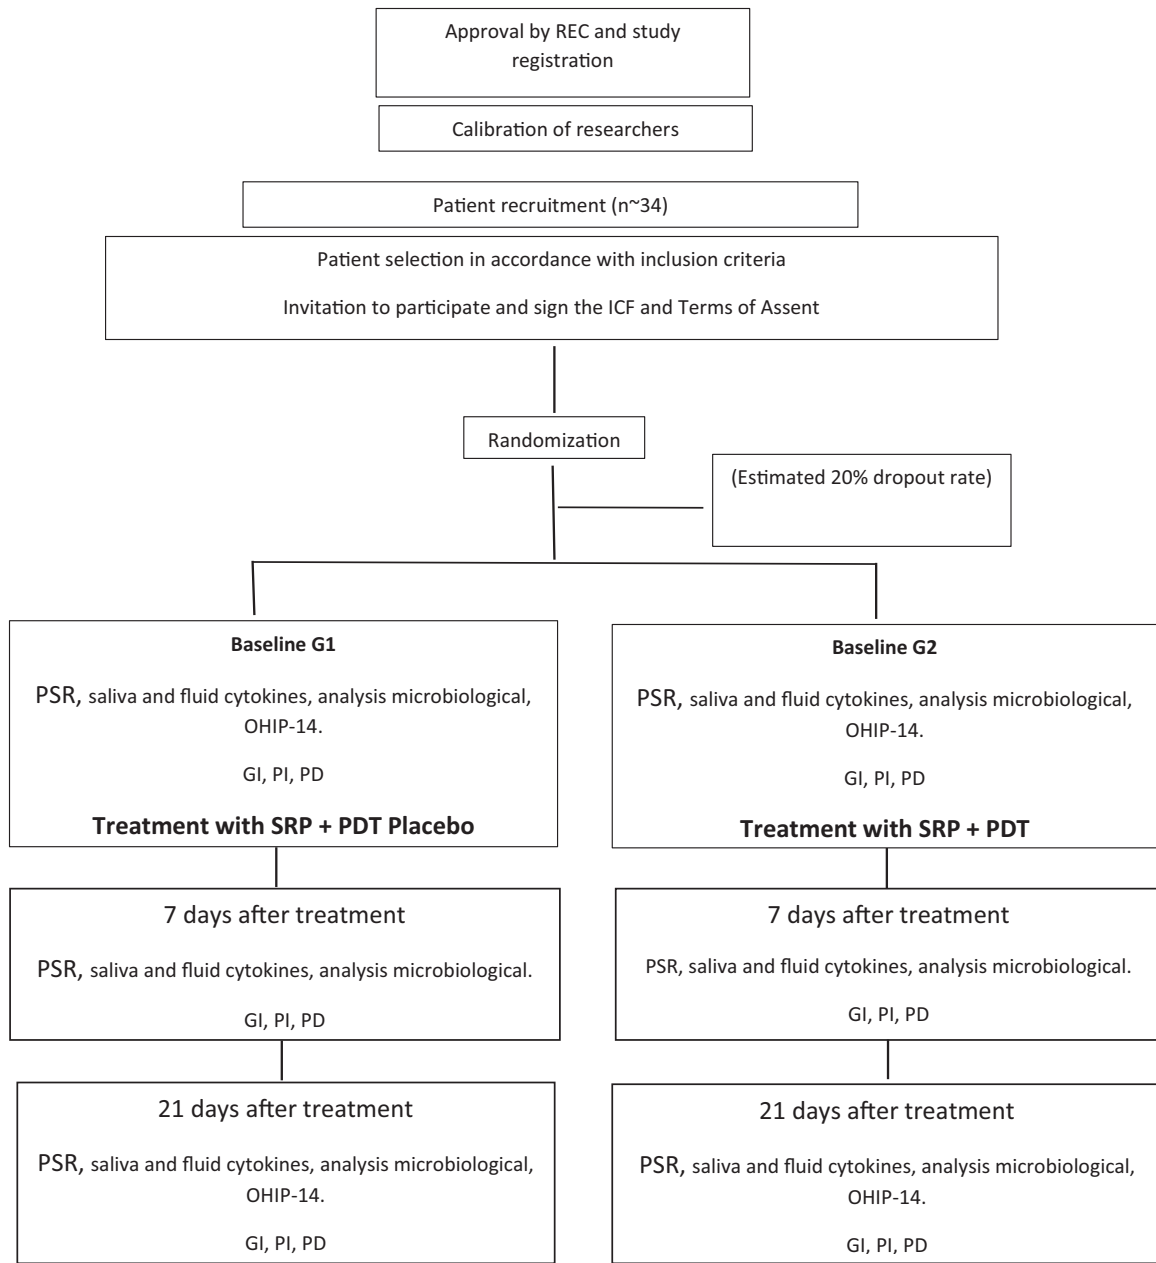 Approval by REC and study
registration
Calibration of researchers
Patient recruitment (n~34)
Patient selection in accordance with inclusion criteria
Invitation to participate and sign the ICF and Terms of Assent
Randomization
(Estimated 20% dropout rate)
Baseline G1
PSR, saliva and fluid cytokines, analysis microbiological,
OHIP-14.
GI, PI, PD
Treatment with SRP + PDT Placebo
Baseline G2
PSR, saliva and fluid cytokines, analysis microbiological,
OHIP-14.
GI, PI, PD
Treatment with SRP + PDT
7 days after treatment
PSR, saliva and fluid cytokines, analysis microbiological.
GI, PI, PD
7 days after treatment
PSR, saliva and fluid cytokines, analysis microbiological.
GI, PI, PD
21 days after treatment
PSR, saliva and fluid cytokines, analysis microbiological,
OHIP-14.
GI, PI, PD
21 days after treatment
PSR, saliva and fluid cytokines, analysis microbiological,
OHIP-14.
GI, PI, PD